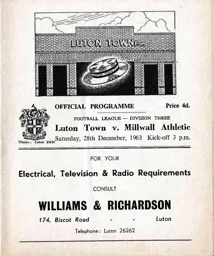 LUTON TOWN F.C.
OFFICIAL PROGRAMME Price 4d.
FOOTBALL LEAGUE — DIVISION THREE
Luton Town v. Millwall Athletic
Saturday, 28th December, 1963 Kick-off 3 p.m.
FOR YOUR
Electrical, Television & Radio Requirements
CONSULT
WILLIAMS & RICHARDSON
174, Biscot Road - - Luton
Telephone: Luton 26262